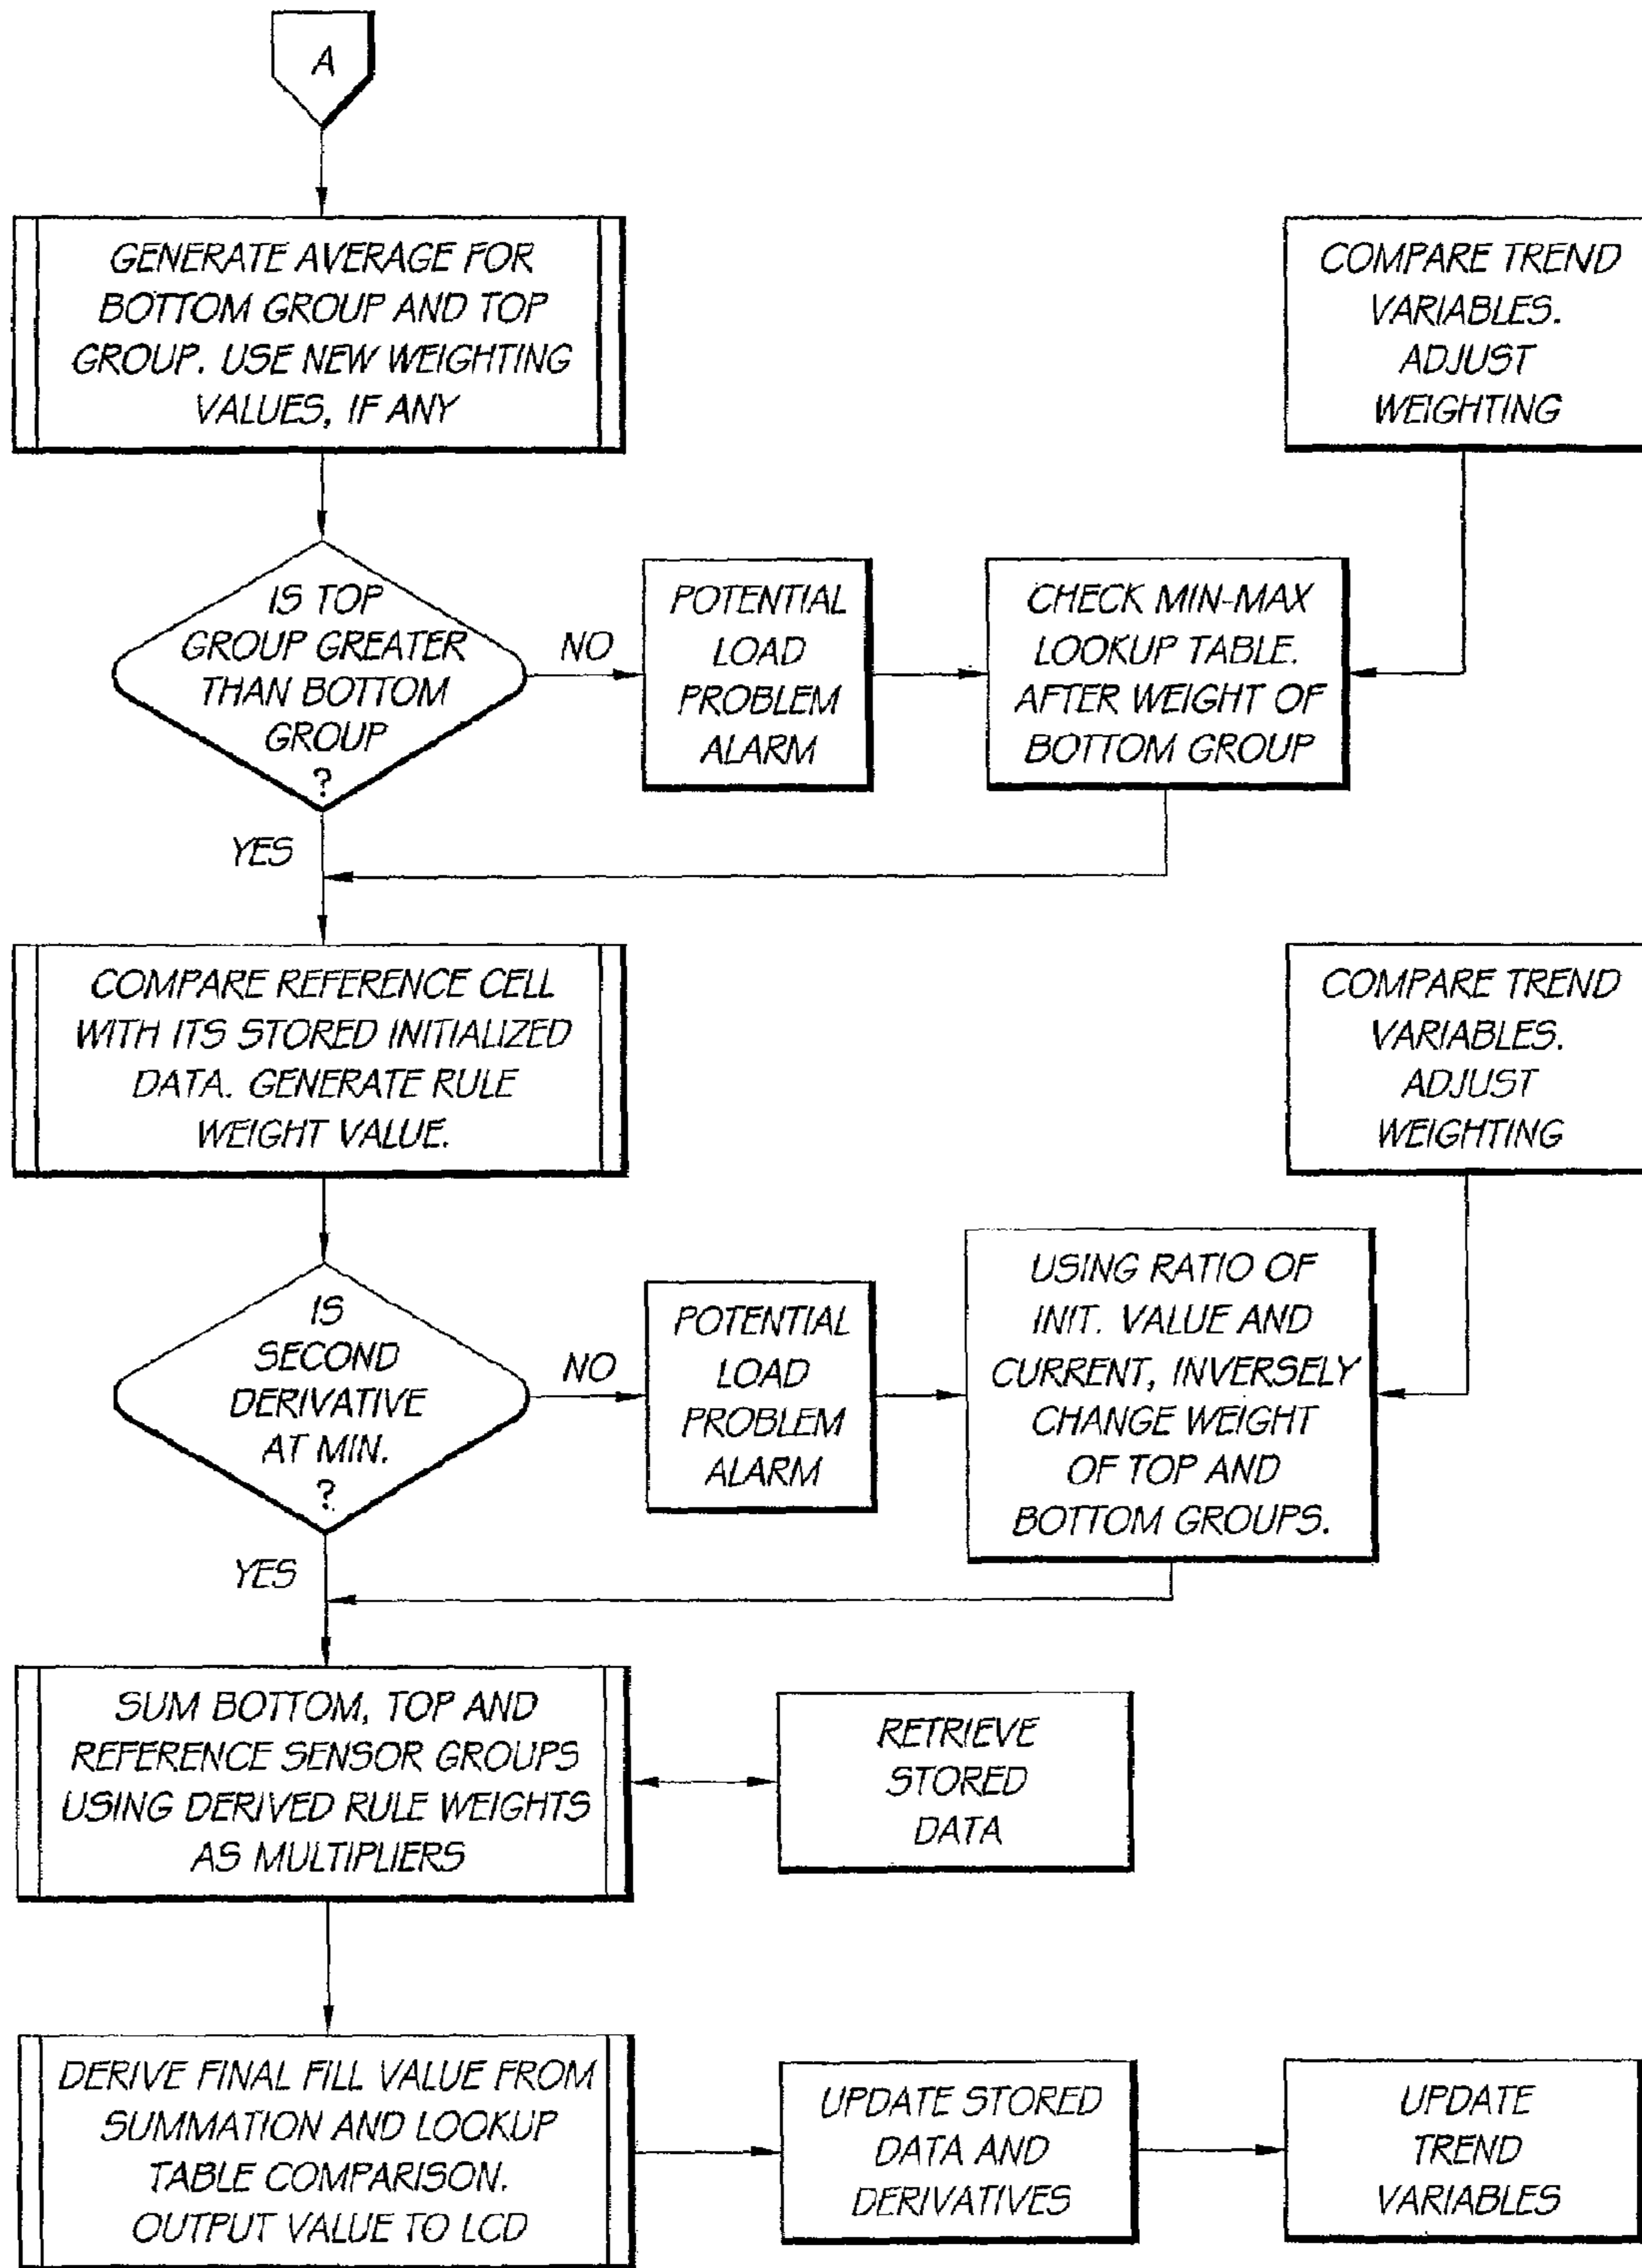 A
GENERATE AVERAGE FOR
BOTTOM GROUP AND TOP
GROUP. USE NEW WEIGHTING
VALUES, IF ANY
COMPARE TREND
VARIABLES.
ADJUST
WEIGHTING
IS TOP
GROUP GREATER
THAN BOTTOM
GROUP
?
NO
POTENTIAL
LOAD
PROBLEM
ALARM
CHECK MIN-MAX
LOOKUP TABLE.
AFTER WEIGHT OF
BOTTOM GROUP
YES
COMPARE REFERENCE CELL
WITH ITS STORED INITIALIZED
DATA. GENERATE RULE
WEIGHT VALUE.
COMPARE TREND
VARIABLES.
ADJUST
WEIGHTING
IS
SECOND
DERIVATIVE
AT MIN.
?
NO
POTENTIAL
LOAD
PROBLEM
ALARM
USING RATIO OF
INIT. VALUE AND
CURRENT, INVERSELY
CHANGE WEIGHT
OF TOP AND
BOTTOM GROUPS.
YES
SUM BOTTOM, TOP AND
REFERENCE SENSOR GROUPS
USING DERIVED RULE WEIGHTS
AS MULTIPLIERS
RETRIEVE
STORED
DATA
DERIVE FINAL FILL VALUE FROM
SUMMATION AND LOOKUP
TABLE COMPARISON.
OUTPUT VALUE TO LCD
UPDATE STORED
DATA AND
DERIVATIVES
UPDATE
TREND
VARIABLES